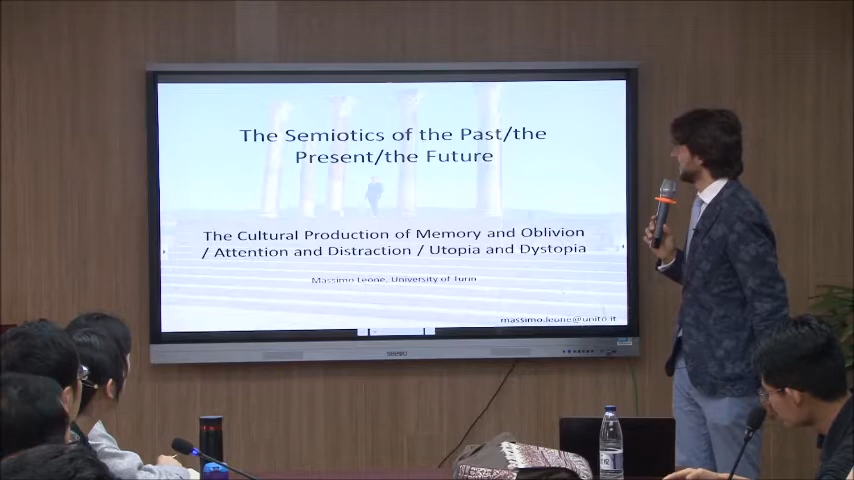 The Semiotics of the Past/the
Present/the Future
The Cultural Production of Memory and Oblivion
/ Attention and Distraction / Utopia and Dystopia
Massimo Leone, University of Turin
massimo.leone@unito.it